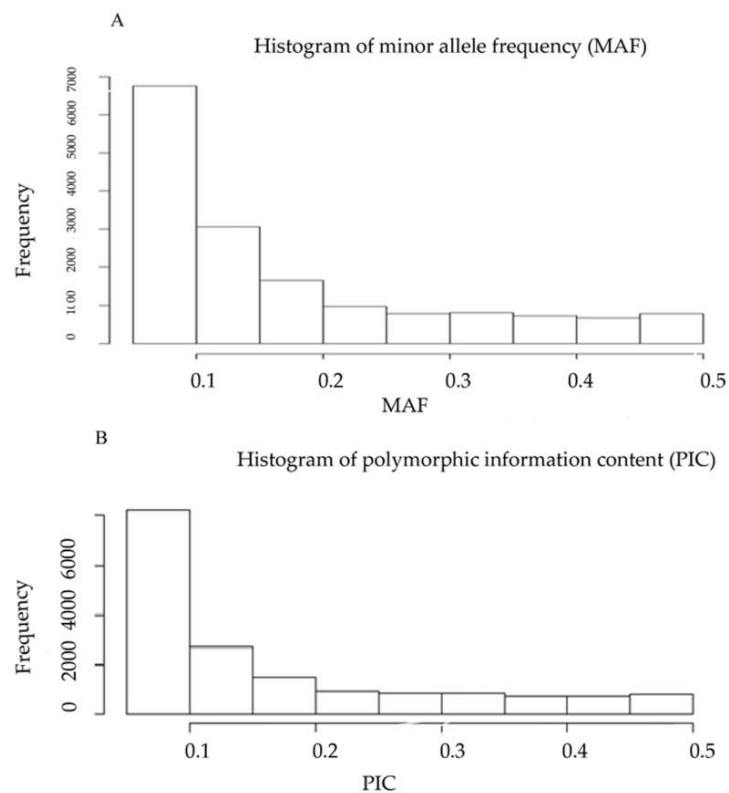 A
Histogram of minor allele frequency (MAF)
7000
6000
5000
4000
3000
2000
1000
0
Frequency
0.1 0.2 0.3 0.4 0.5
MAF
B
Histogram of polymorphic information content (PIC)
6000
4000
2000
0
Frequency
0.1 0.2 0.3 0.4 0.5
PIC